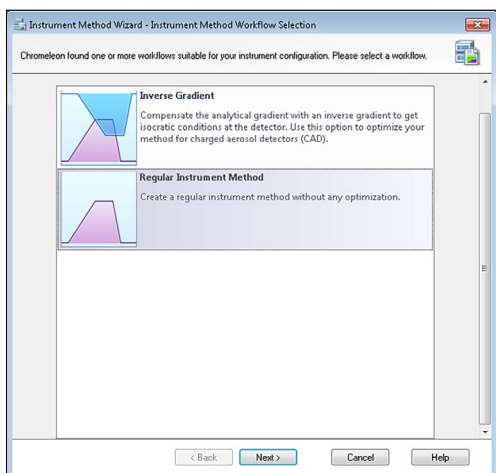 Instrument Method Wizard - Instrument Method Workflow Selection
Chromeleon found one or more workflows suitable for your instrument configuration. Please select a workflow.
Inverse Gradient
Compensate the analytical gradient with an inverse gradient to get
isocratic conditions at the detector. Use this option to optimize your
method for charged aerosol detectors (CAD).
Regular Instrument Method
Create a regular instrument method without any optimization.
< Back
Next >
Cancel
Help